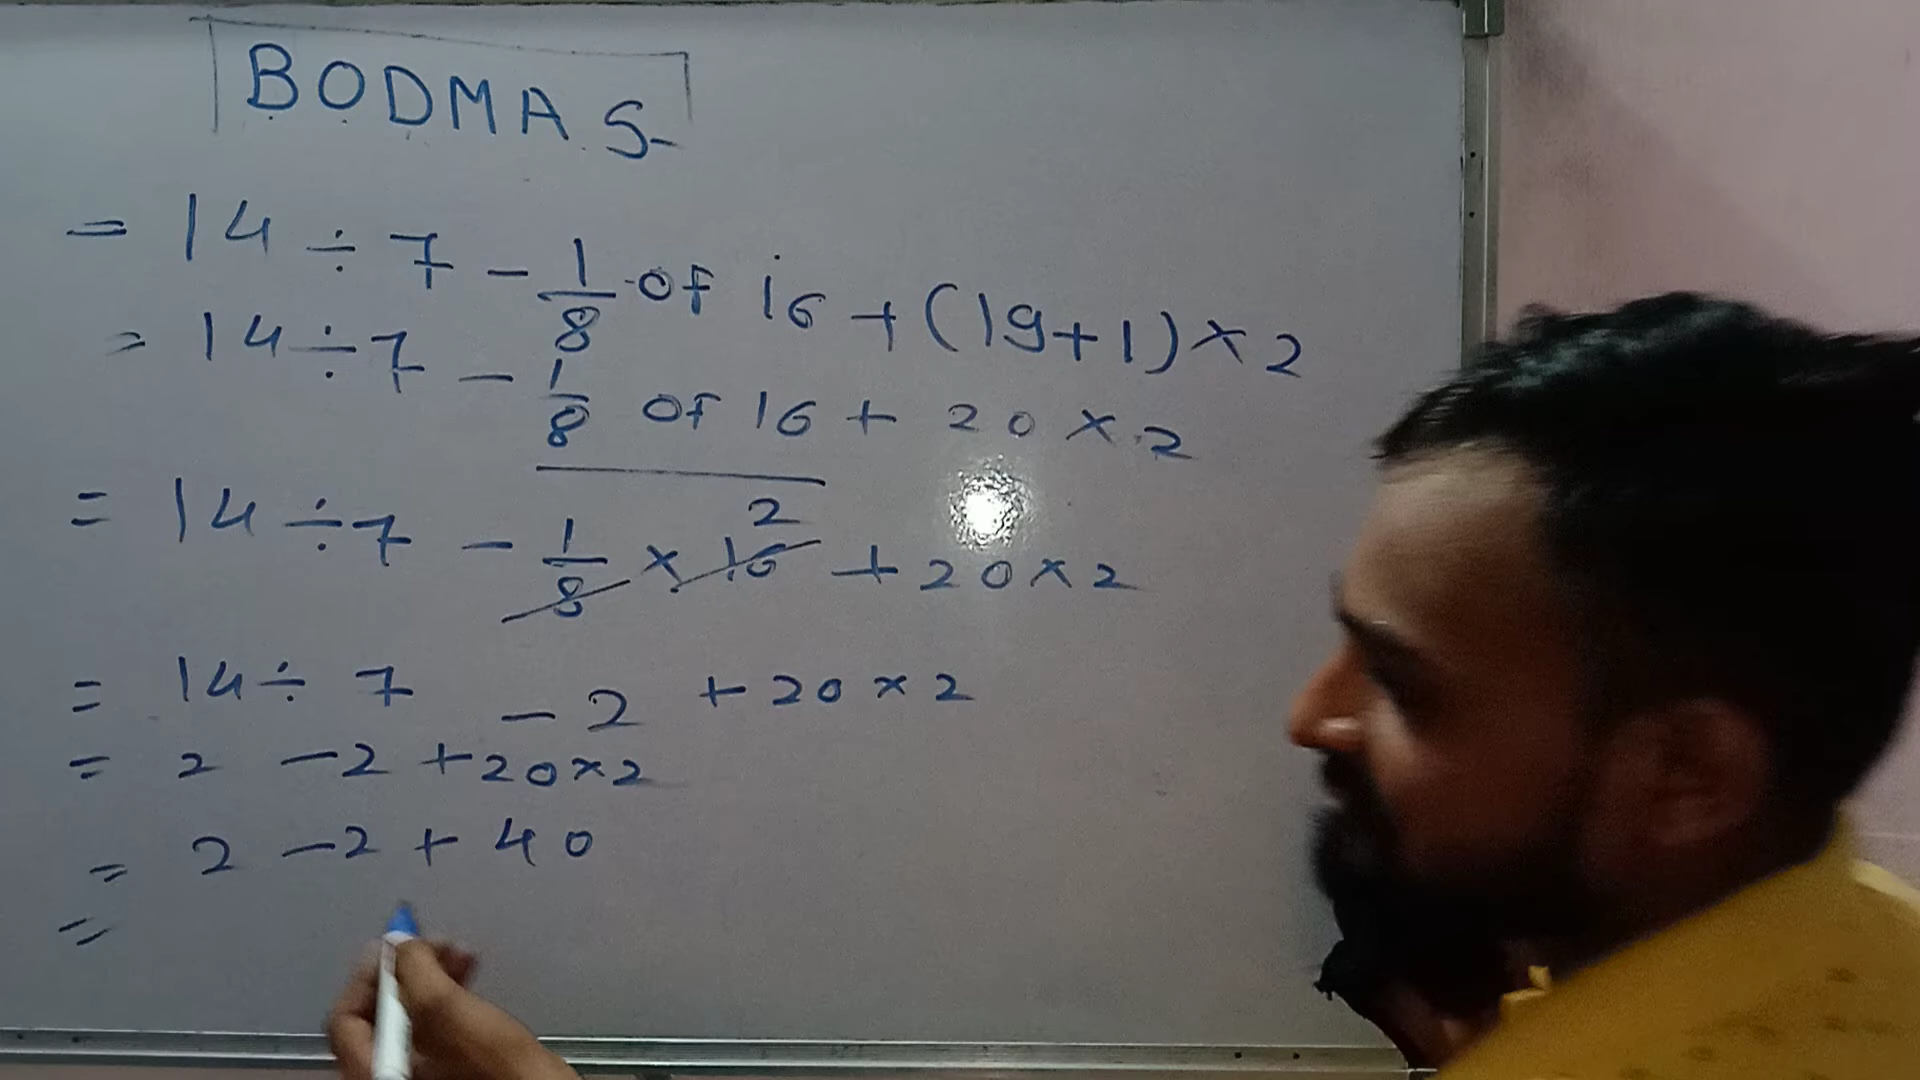 BODMAS
= 14 ÷ 7 - 1/8 of 16 + (19+1) × 2
= 14 ÷ 7 - 1/8 of 16 + 20 × 2
= 14 ÷ 7 - 1/8 × 16 2 + 20 × 2
= 14 ÷ 7 - 2 + 20 × 2
= 2 - 2 + 20 × 2
= 2 - 2 + 40
=